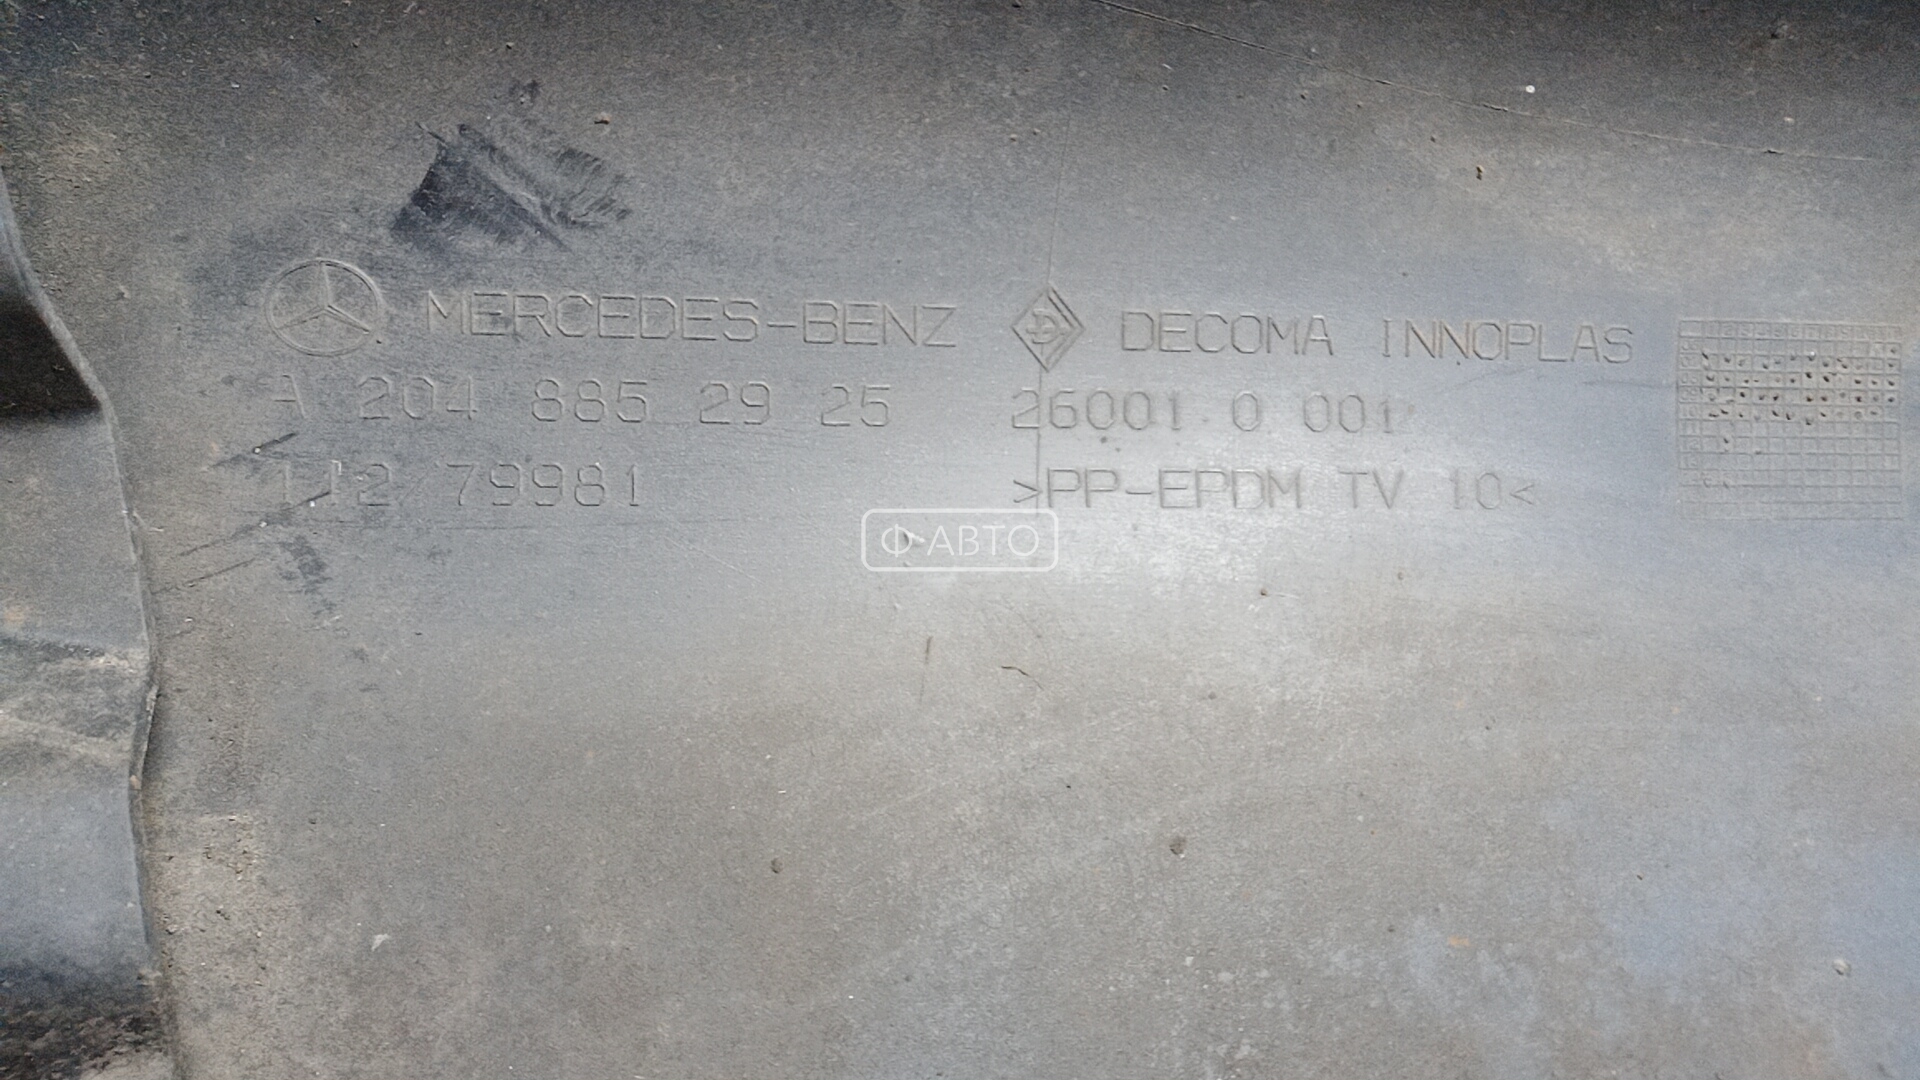 MERCEDES-BENZ DECOMA INNOPLAS
A 204 885 29 25 26001 0 001
112/79981 >PP-EPDM TV 10<
Ф-АВТО